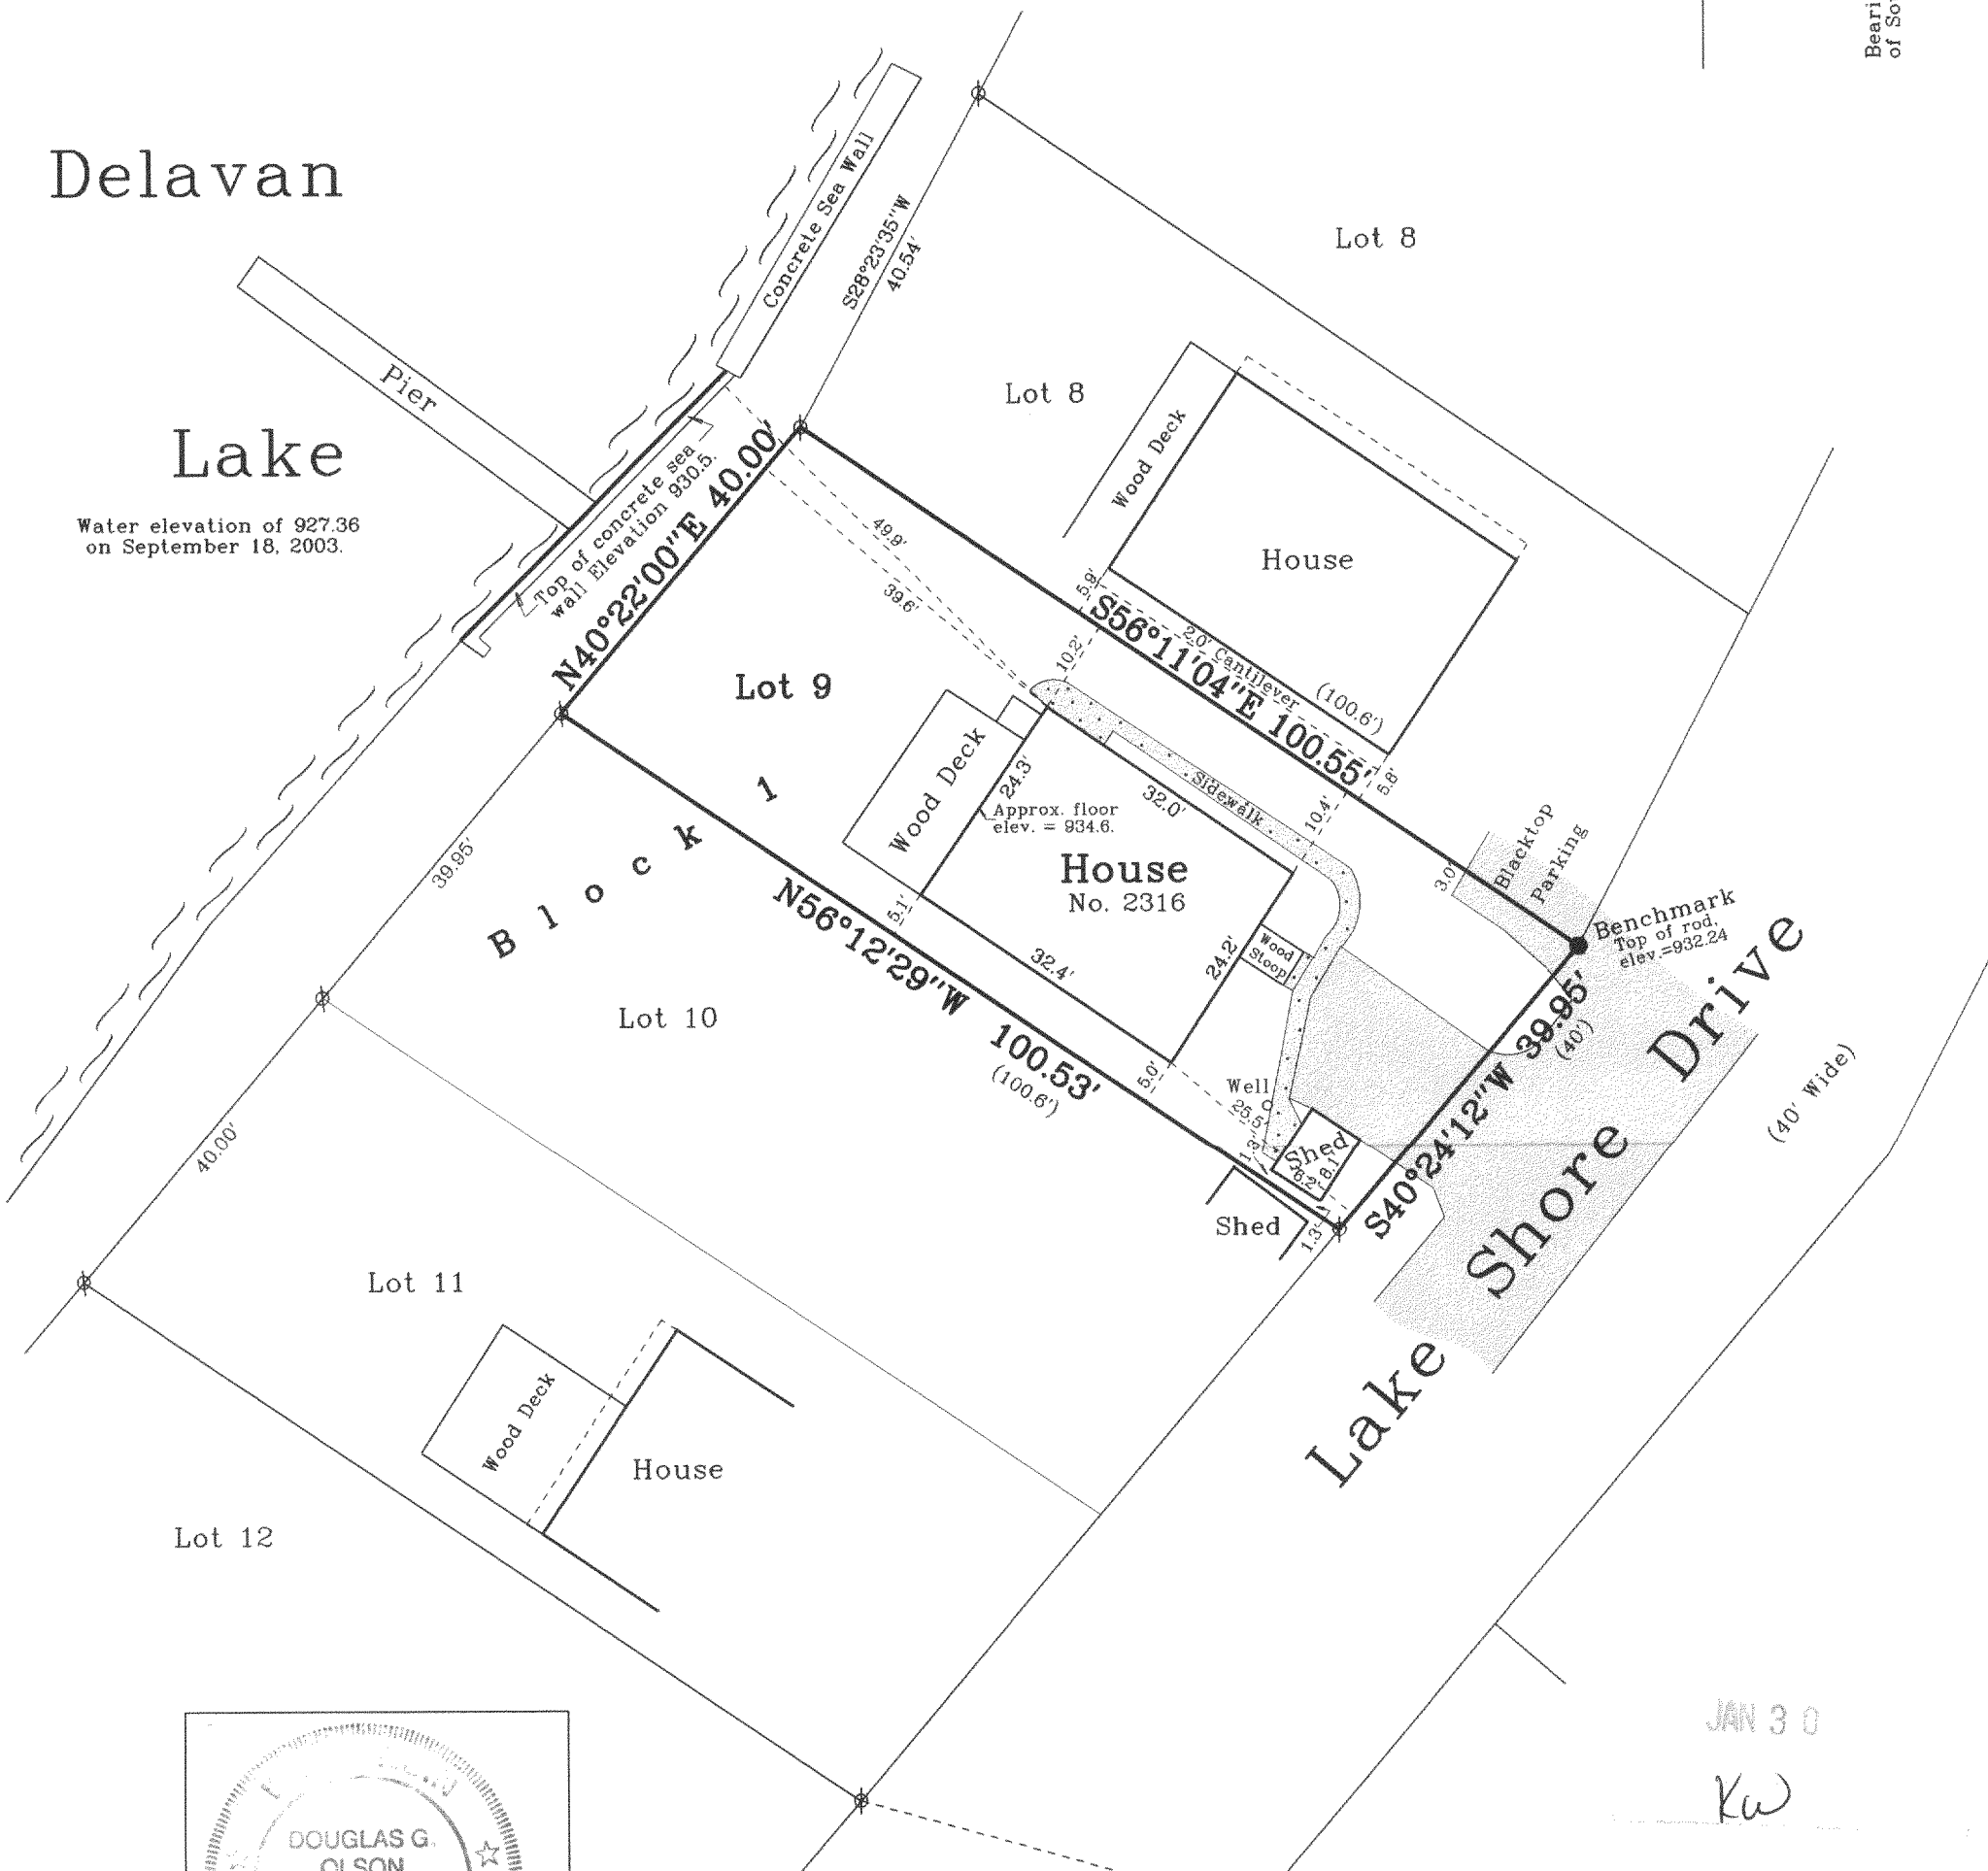 Beari
of So
Delavan
Lake
Water elevation of 927.36
on September 18, 2003.
Pier
Concrete Sea Wall
S28°23'35"W
40.54'
Lot 8
Lot 8
Wood Deck
House
Top of concrete sea
wall Elevation 930.5.
N40°22'00"E 40.00'
49.9'
39.6'
5.9'
10.2'
2.0' Cantilever
(100.6')
S56°11'04"E 100.55'
5.8'
10.4'
Lot 9
Wood Deck
24.3'
Approx. floor
elev. = 934.6.
32.0'
Sidewalk
House
No. 2316
Wood
Stoop
24.2'
32.4'
5.1'
5.0'
3.0'
Blacktop
Parking
Benchmark
Top of rod,
elev.=932.24
Block 1
39.95'
N56°12'29"W 100.53'
(100.6')
Lot 10
Well
25.5'
1.3'
Shed
8.1'
6.2'
Shed
1.3'
S40°24'12"W 39.95'
(40')
Lake Shore Drive
(40' Wide)
40.00'
Lot 11
Wood Deck
House
Lot 12
DOUGLAS G.
OLSON
JAN 30
KW